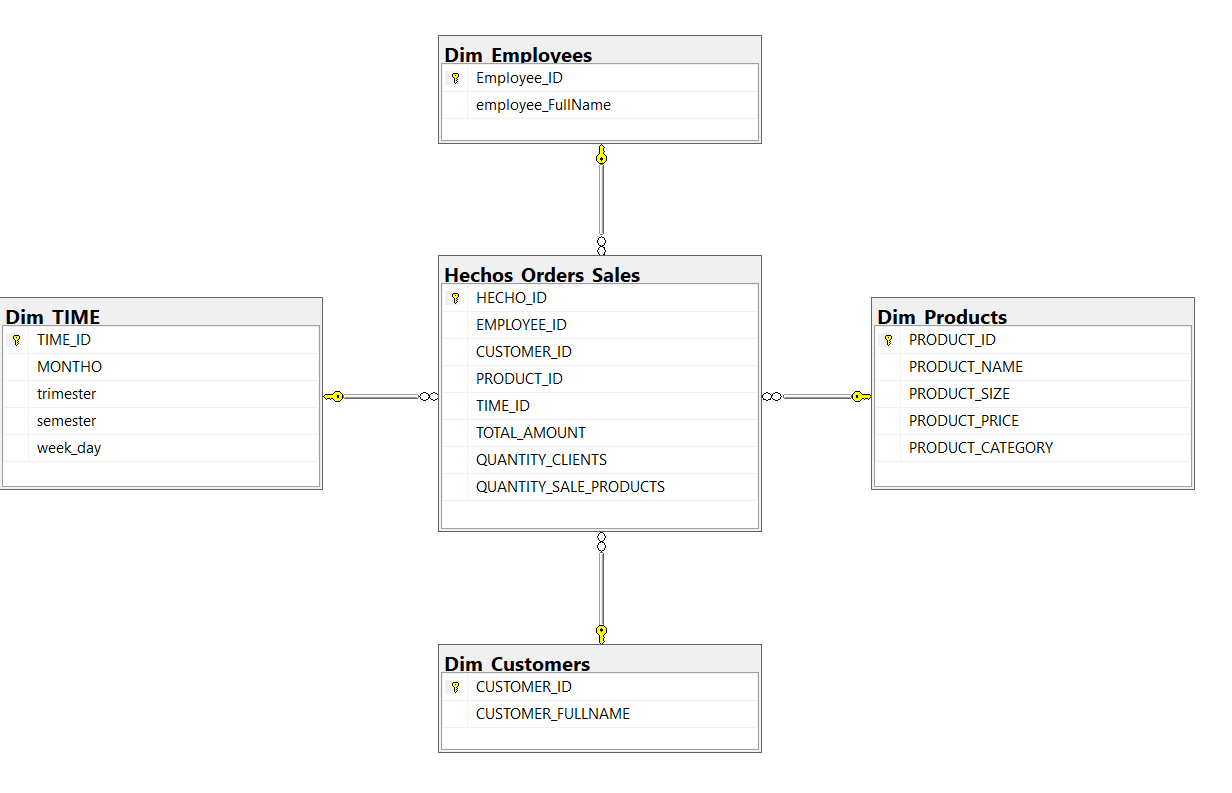 Dim_Employees
Employee_ID
employee_FullName
Hechos_Orders_Sales
HECHO_ID
EMPLOYEE_ID
CUSTOMER_ID
PRODUCT_ID
TIME_ID
TOTAL_AMOUNT
QUANTITY_CLIENTS
QUANTITY_SALE_PRODUCTS
Dim_TIME
TIME_ID
MONTHO
trimester
semester
week_day
Dim_Products
PRODUCT_ID
PRODUCT_NAME
PRODUCT_SIZE
PRODUCT_PRICE
PRODUCT_CATEGORY
Dim_Customers
CUSTOMER_ID
CUSTOMER_FULLNAME